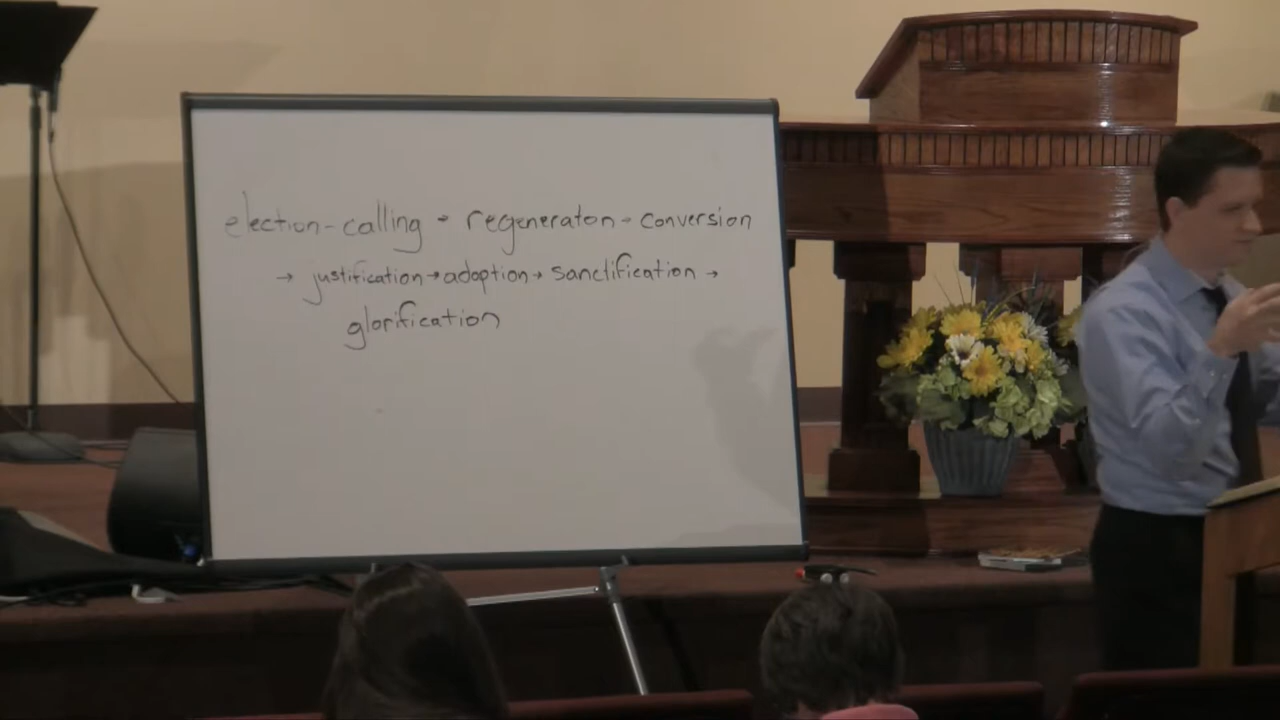 election - calling → regeneraton → conversion
→ justification → adoption → sanctification →
glorification